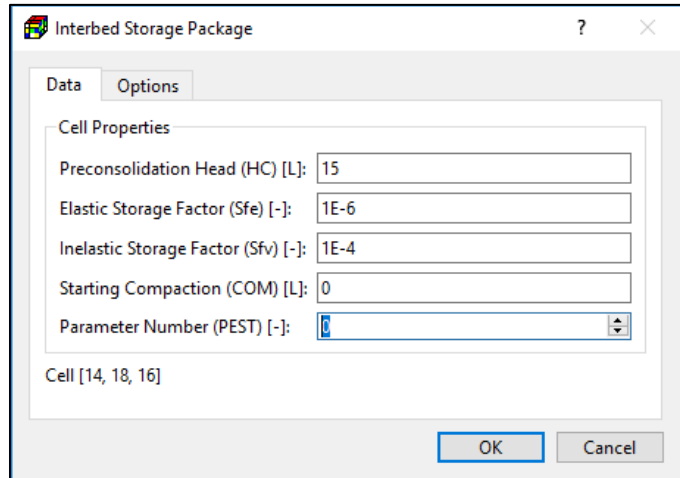 Interbed Storage Package ?
Data Options
Cell Properties
Preconsolidation Head (HC) [L]: 15
Elastic Storage Factor (Sfe) [-]: 1E-6
Inelastic Storage Factor (Sfv) [-]: 1E-4
Starting Compaction (COM) [L]: 0
Parameter Number (PEST) [-]: 0
Cell [14, 18, 16]
OK Cancel